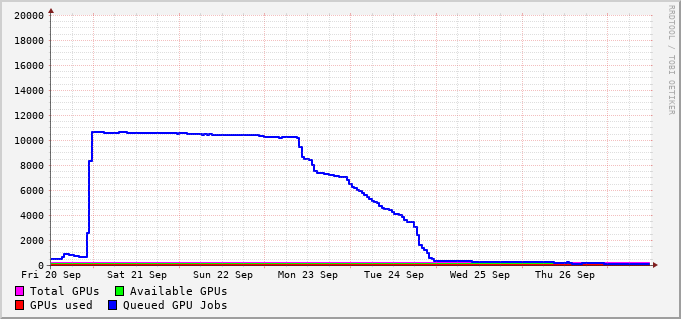 20000
18000
16000
14000
12000
10000
8000
6000
4000
2000
0
Fri 20 Sep Sat 21 Sep Sun 22 Sep Mon 23 Sep Tue 24 Sep Wed 25 Sep Thu 26 Sep
Total GPUs Available GPUs
GPUs used Queued GPU Jobs
RRDTOOL / TOBI OETIKER